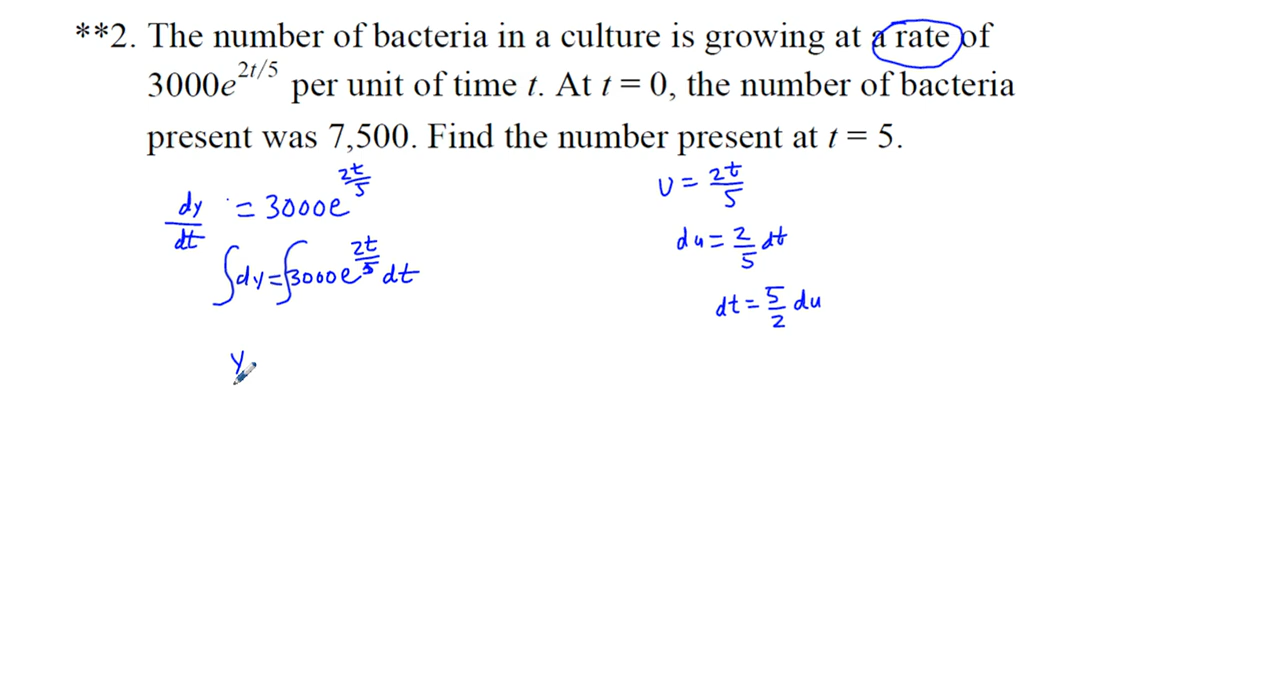 **2. The number of bacteria in a culture is growing at a rate of
3000e^{2t/5} per unit of time t. At t = 0, the number of bacteria
present was 7,500. Find the number present at t = 5.
dy/dt = 3000e^{2t/5}
∫dy = ∫3000e^{2t/5} dt
y
u = 2t/5
du = 2/5 dt
dt = 5/2 du